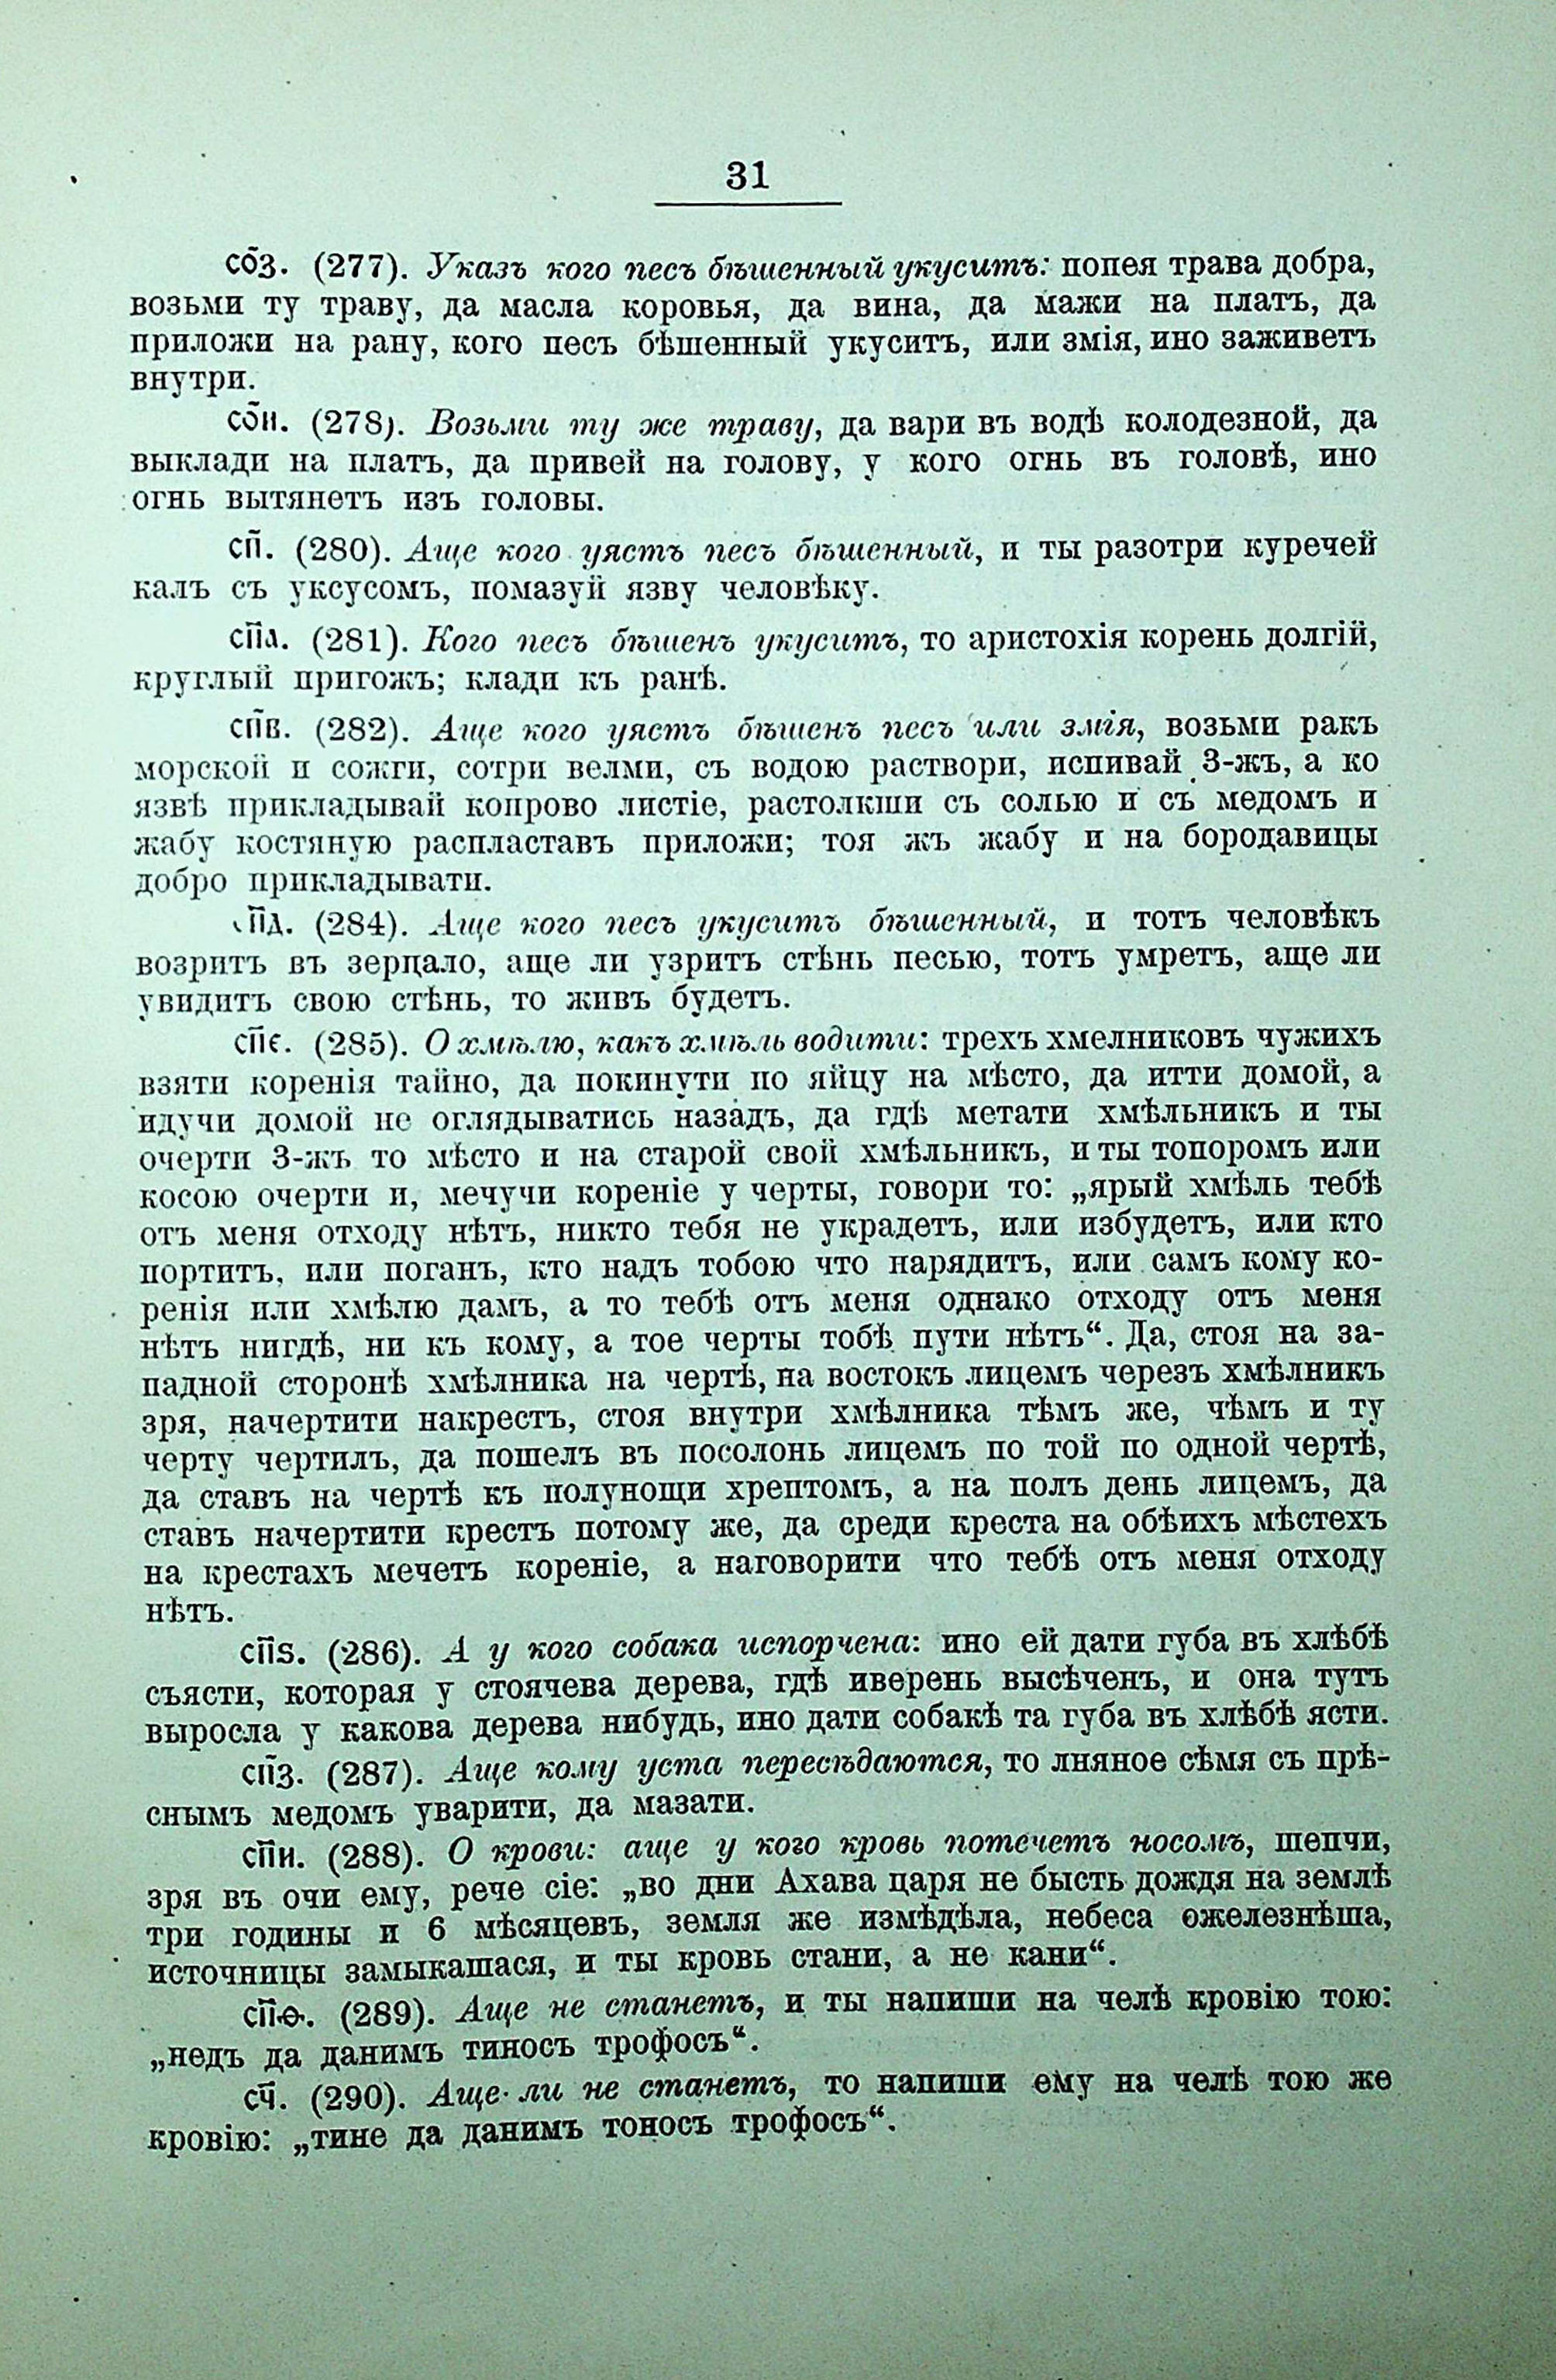 31
со҃з. (277). Указъ кого песъ бѣшенный укуситъ: попея трава добра,
возьми ту траву, да масла коровья, да вина, да мажи на платъ, да
приложи на рану, кого песъ бѣшенный укуситъ, или змія, ино заживетъ
внутри.
со҃и. (278). Возьми ту же траву, да вари въ водѣ колодезной, да
выклади на платъ, да привей на голову, у кого огнь въ головѣ, ино
огнь вытянетъ изъ головы.
сп҃. (280). Аще кого уястъ песъ бѣшенный, и ты разотри куречей
калъ съ уксусомъ, помазуй язву человѣку.
сп҃а. (281). Кого песъ бѣшенъ укуситъ, то аристохія корень долгій,
круглый пригожъ; клади къ ранѣ.
сп҃в. (282). Аще кого уястъ бѣшенъ песъ или змія, возьми ракъ
морской и сожги, сотри велми, съ водою раствори, испивай 3-жъ, а ко
язвѣ прикладывай копрово листіе, растолкши съ солью и съ медомъ и
жабу костяную распластавъ приложи; тоя жъ жабу и на бородавицы
добро прикладывати.
сп҃д. (284). Аще кого песъ укуситъ бѣшенный, и тотъ человѣкъ
возритъ въ зерцало, аще ли узритъ стѣнь песью, тотъ умретъ, аще ли
увидитъ свою стѣнь, то живъ будетъ.
сп҃є. (285). О хмѣлю, какъ хмѣль водити: трехъ хмелниковъ чужихъ
взяти коренія тайно, да покинути по яйцу на мѣсто, да итти домой, а
идучи домой не оглядыватись назадъ, да гдѣ метати хмѣльникъ и ты
очерти 3-жъ то мѣсто и на старой свой хмѣльникъ, и ты топоромъ или
косою очерти и, мечучи кореніе у черты, говори то: „ярый хмѣль тебѣ
отъ меня отходу нѣтъ, никто тебя не украдетъ, или избудетъ, или кто
портитъ, или поганъ, кто надъ тобою что нарядитъ, или самъ кому ко-
ренія или хмѣлю дамъ, а то тебѣ отъ меня однако отходу отъ меня
нѣтъ нигдѣ, ни къ кому, а тое черты тобѣ пути нѣтъ“. Да, стоя на за-
падной сторонѣ хмѣлника на чертѣ, на востокъ лицемъ черезъ хмѣлникъ
зря, начертити накрестъ, стоя внутри хмѣлника тѣмъ же, чѣмъ и ту
черту чертилъ, да пошелъ въ посолонь лицемъ по той по одной чертѣ,
да ставъ на чертѣ къ полунощи хрептомъ, а на полъ день лицемъ, да
ставъ начертити крестъ потому же, да среди креста на обѣихъ мѣстехъ
на крестахъ мечетъ кореніе, а наговорити что тебѣ отъ меня отходу
нѣтъ.
сп҃ѕ. (286). А у кого собака испорчена: ино ей дати губа въ хлѣбѣ
съясти, которая у стоячева дерева, гдѣ иверень высѣченъ, и она тутъ
выросла у какова дерева нибудь, ино дати собакѣ та губа въ хлѣбѣ ясти.
сп҃з. (287). Аще кому уста пересѣдаются, то лняное сѣмя съ прѣ-
снымъ медомъ уварити, да мазати.
сп҃и. (288). О крови: аще у кого кровь потечетъ носомъ, шепчи,
зря въ очи ему, рече сіе: „во дни Ахава царя не бысть дождя на землѣ
три годины и 6 мѣсяцевъ, земля же измѣдѣла, небеса ожелезнѣша,
источницы замыкашася, и ты кровь стани, а не кани“.
сп҃ѳ. (289). Аще не станетъ, и ты напиши на челѣ кровію тою:
„недъ да данимъ тиносъ трофосъ“.
сч҃. (290). Аще ли не станетъ, то напиши ему на челѣ тою же
кровію: „тине да данимъ тоносъ трофосъ“.